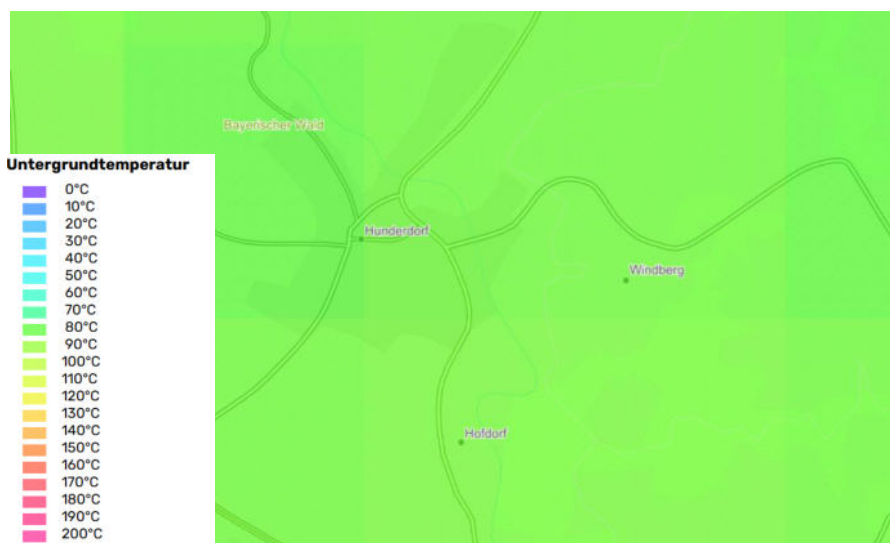 Bayerischer Wald
Untergrundtemperatur
0°C
10°C
20°C
30°C
40°C
50°C
60°C
70°C
80°C
90°C
100°C
110°C
120°C
130°C
140°C
150°C
160°C
170°C
180°C
190°C
200°C
Hunderdorf
Windberg
Hofdorf